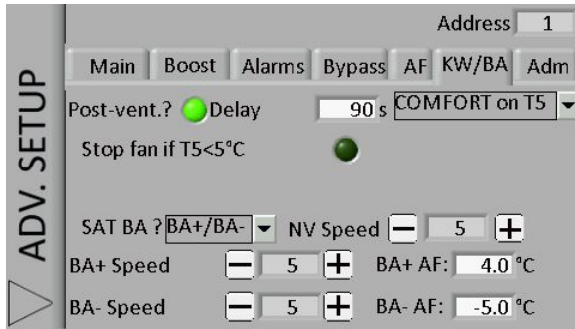 Address 1
ADV. SETUP
Main Boost Alarms Bypass AF KW/BA Adm
Post-vent.? Delay 90 s COMFORT on T5
Stop fan if T5<5°C
SAT BA ? BA+/BA- NV Speed 5
BA+ Speed 5 BA+ AF: 4.0 °C
BA- Speed 5 BA- AF: -5.0 °C